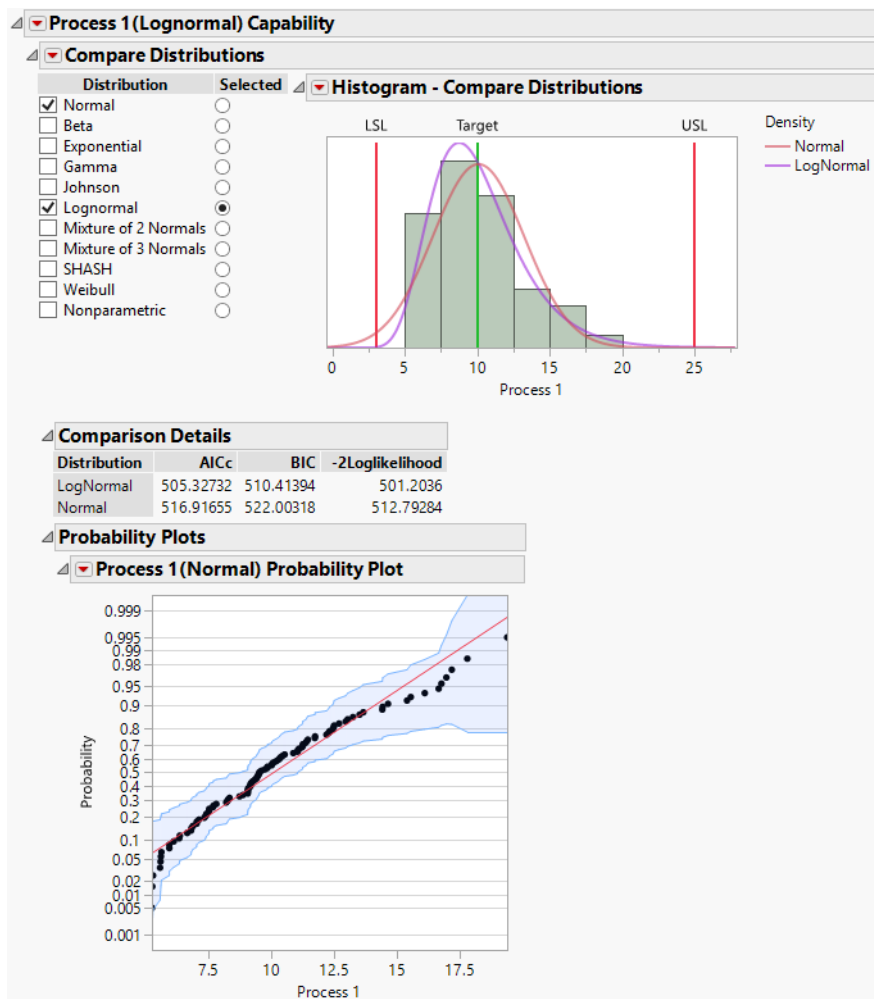 Process 1(Lognormal) Capability
Compare Distributions
Distribution Selected
Normal
Beta
Exponential
Gamma
Johnson
Lognormal
Mixture of 2 Normals
Mixture of 3 Normals
SHASH
Weibull
Nonparametric
Histogram - Compare Distributions
LSL Target USL
0 5 10 15 20 25
Process 1
Density
Normal
LogNormal
Comparison Details
Distribution AICc BIC -2Loglikelihood
LogNormal 505.32732 510.41394 501.2036
Normal 516.91655 522.00318 512.79284
Probability Plots
Process 1(Normal) Probability Plot
Probability
0.999
0.995
0.99
0.98
0.95
0.9
0.8
0.7
0.6
0.5
0.4
0.3
0.2
0.1
0.05
0.02
0.01
0.005
0.001
7.5 10 12.5 15 17.5
Process 1